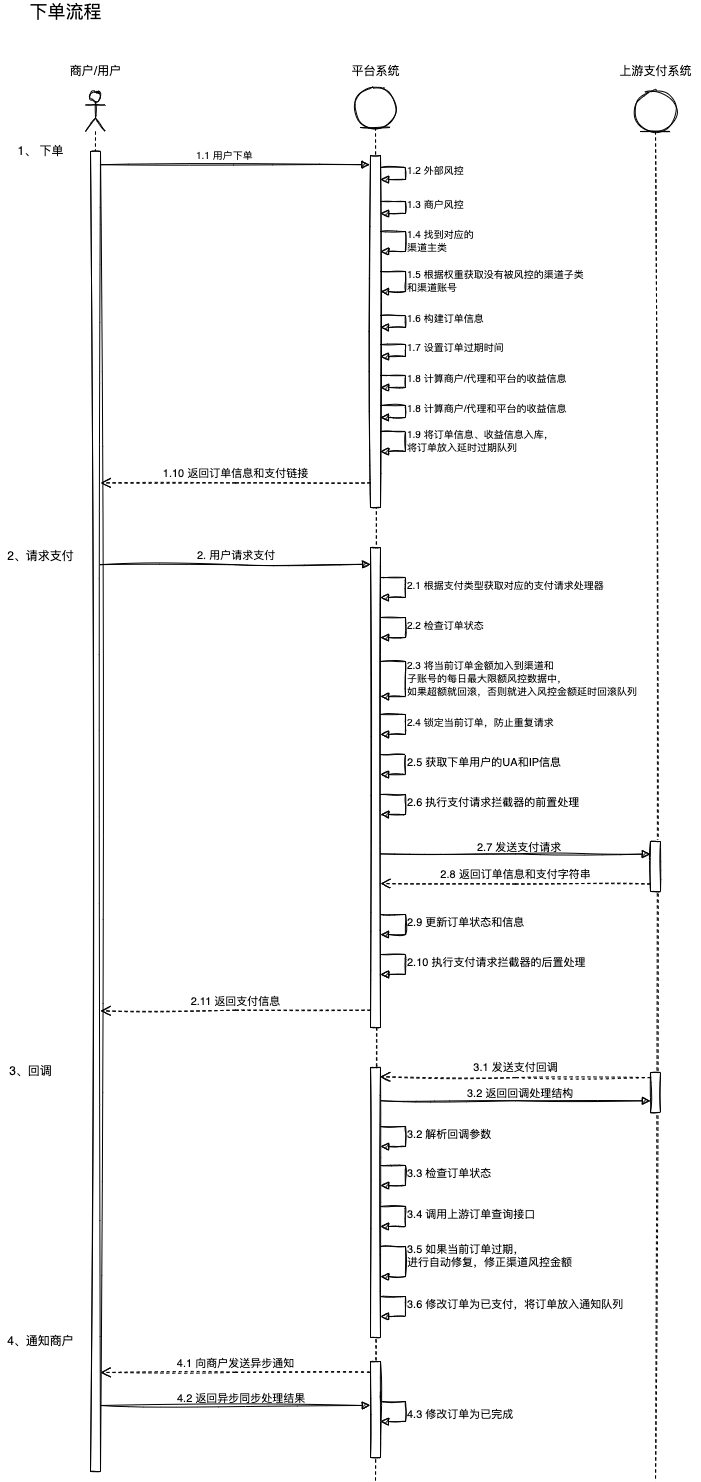 下单流程
商户/用户
平台系统
上游支付系统
1、 下单
1.1 用户下单
1.2 外部风控
1.3 商户风控
1.4 找到对应的
渠道主类
1.5 根据权重获取没有被风控的渠道子类
和渠道账号
1.6 构建订单信息
1.7 设置订单过期时间
1.8 计算商户/代理和平台的收益信息
1.8 计算商户/代理和平台的收益信息
1.9 将订单信息、收益信息入库，
将订单放入延时过期队列
1.10 返回订单信息和支付链接
2、请求支付
2. 用户请求支付
2.1 根据支付类型获取对应的支付请求处理器
2.2 检查订单状态
2.3 将当前订单金额加入到渠道和
子账号的每日最大限额风控数据中，
如果超额就回滚，否则就进入风控金额延时回滚队列
2.4 锁定当前订单，防止重复请求
2.5 获取下单用户的UA和IP信息
2.6 执行支付请求拦截器的前置处理
2.7 发送支付请求
2.8 返回订单信息和支付字符串
2.9 更新订单状态和信息
2.10 执行支付请求拦截器的后置处理
2.11 返回支付信息
3、回调
3.1 发送支付回调
3.2 返回回调处理结构
3.2 解析回调参数
3.3 检查订单状态
3.4 调用上游订单查询接口
3.5 如果当前订单过期，
进行自动修复，修正渠道风控金额
3.6 修改订单为已支付，将订单放入通知队列
4、通知商户
4.1 向商户发送异步通知
4.2 返回异步同步处理结果
4.3 修改订单为已完成